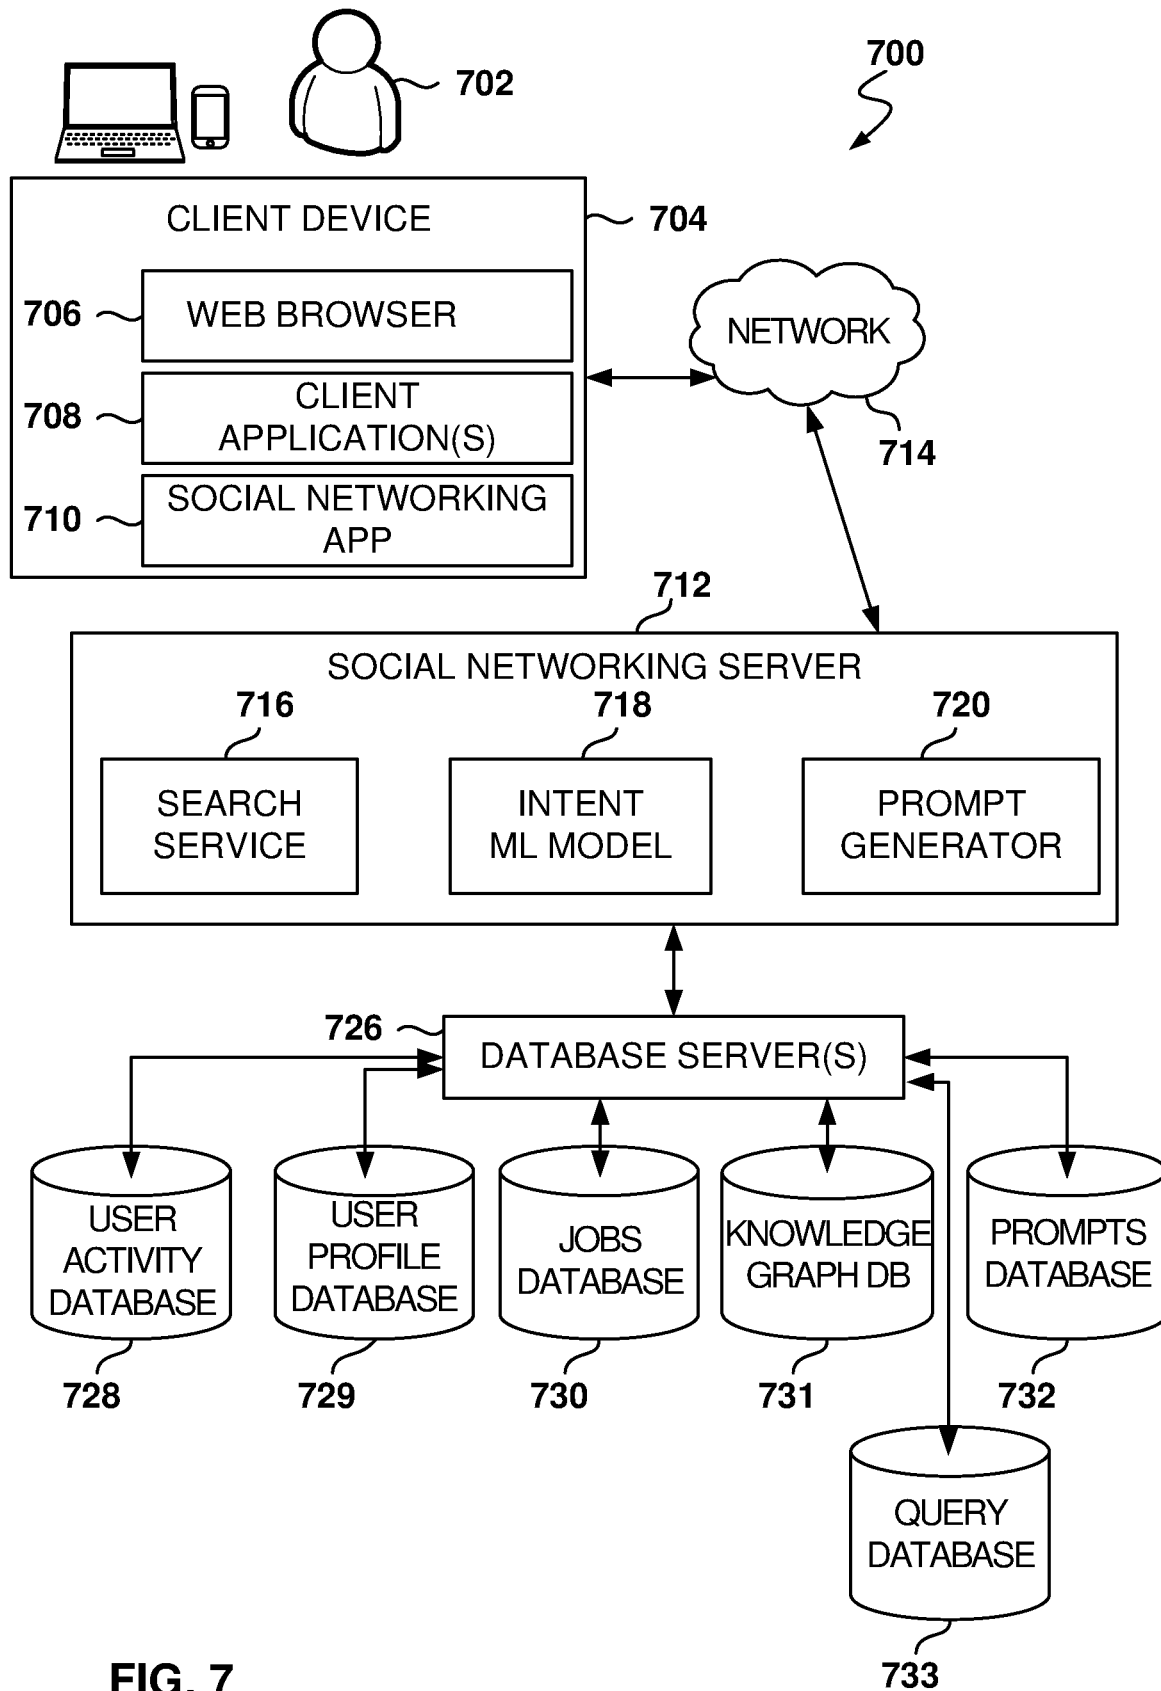 702
700
CLIENT DEVICE
704
706
WEB BROWSER
NETWORK
708
CLIENT
APPLICATION(S)
714
710
SOCIAL NETWORKING
APP
712
SOCIAL NETWORKING SERVER
716
718
720
SEARCH
SERVICE
INTENT
ML MODEL
PROMPT
GENERATOR
726
DATABASE SERVER(S)
USER
ACTIVITY
DATABASE
USER
PROFILE
DATABASE
JOBS
DATABASE
KNOWLEDGE
GRAPH DB
PROMPTS
DATABASE
728
729
730
731
732
QUERY
DATABASE
733
FIG. 7